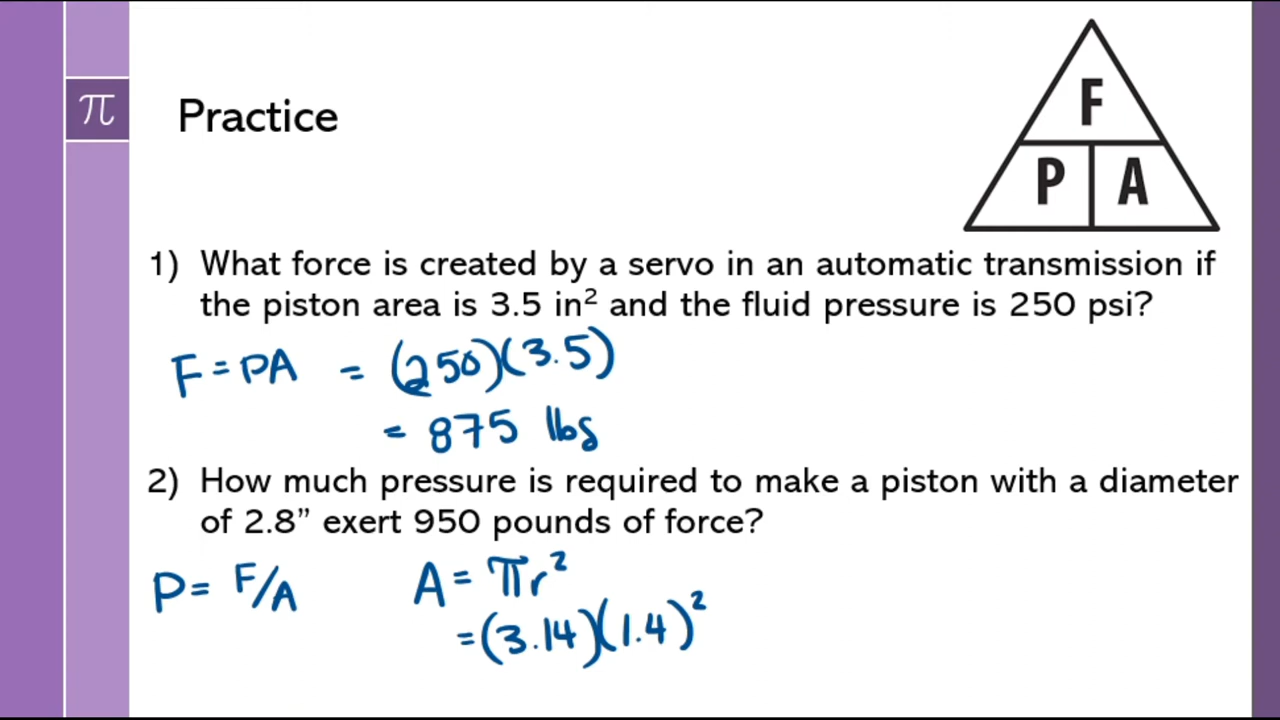 π
Practice
F
P A
1) What force is created by a servo in an automatic transmission if
the piston area is 3.5 in² and the fluid pressure is 250 psi?
F = PA = (250)(3.5)
= 875 lbs
2) How much pressure is required to make a piston with a diameter
of 2.8” exert 950 pounds of force?
P = F/A A = πr²
= (3.14)(1.4)²